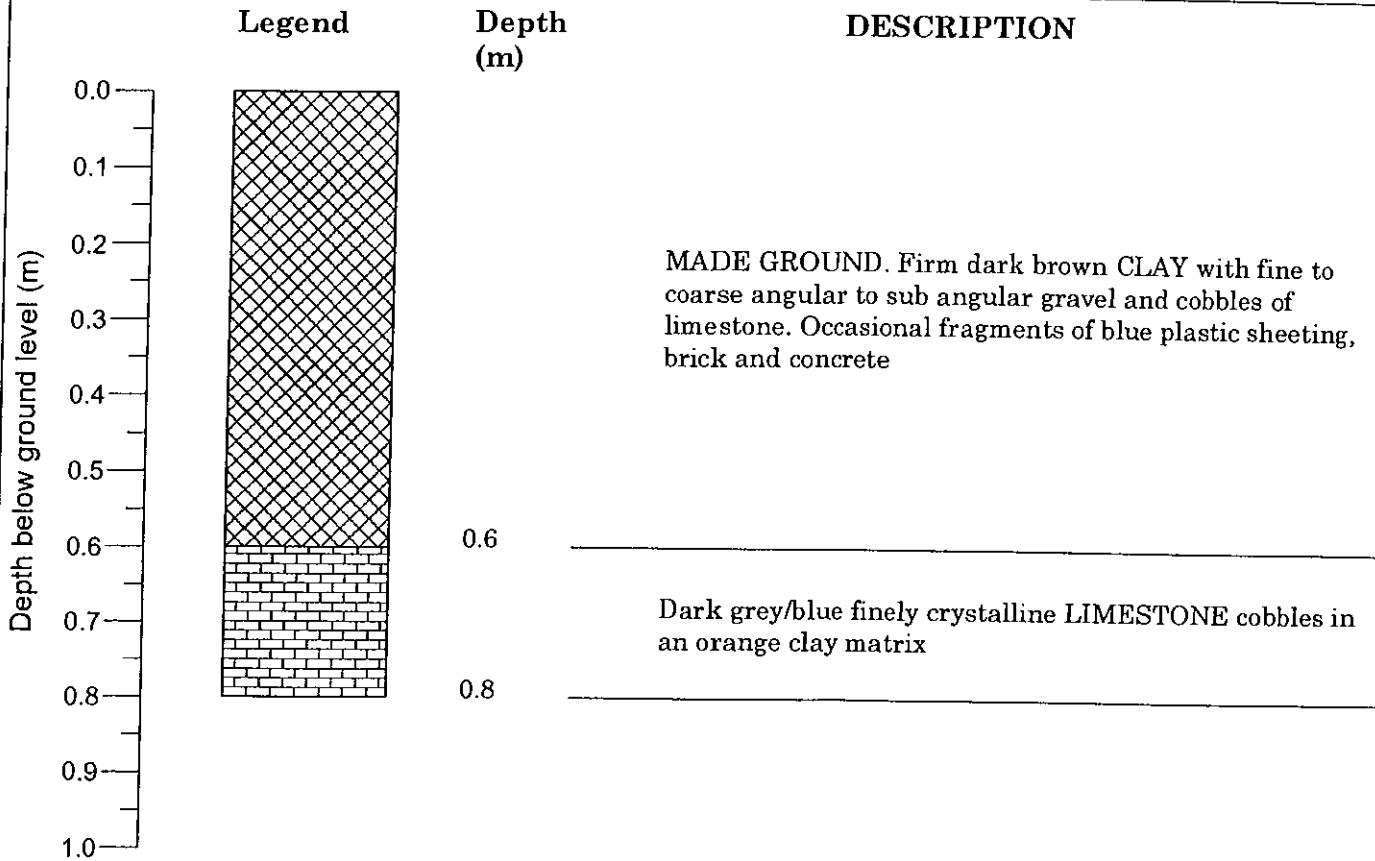 Legend
Depth
(m)
DESCRIPTION
Depth below ground level (m)
0.0
0.1
0.2
0.3
0.4
0.5
0.6
0.7
0.8
0.9
1.0
MADE GROUND. Firm dark brown CLAY with fine to
coarse angular to sub angular gravel and cobbles of
limestone. Occasional fragments of blue plastic sheeting,
brick and concrete
0.6
Dark grey/blue finely crystalline LIMESTONE cobbles in
an orange clay matrix
0.8